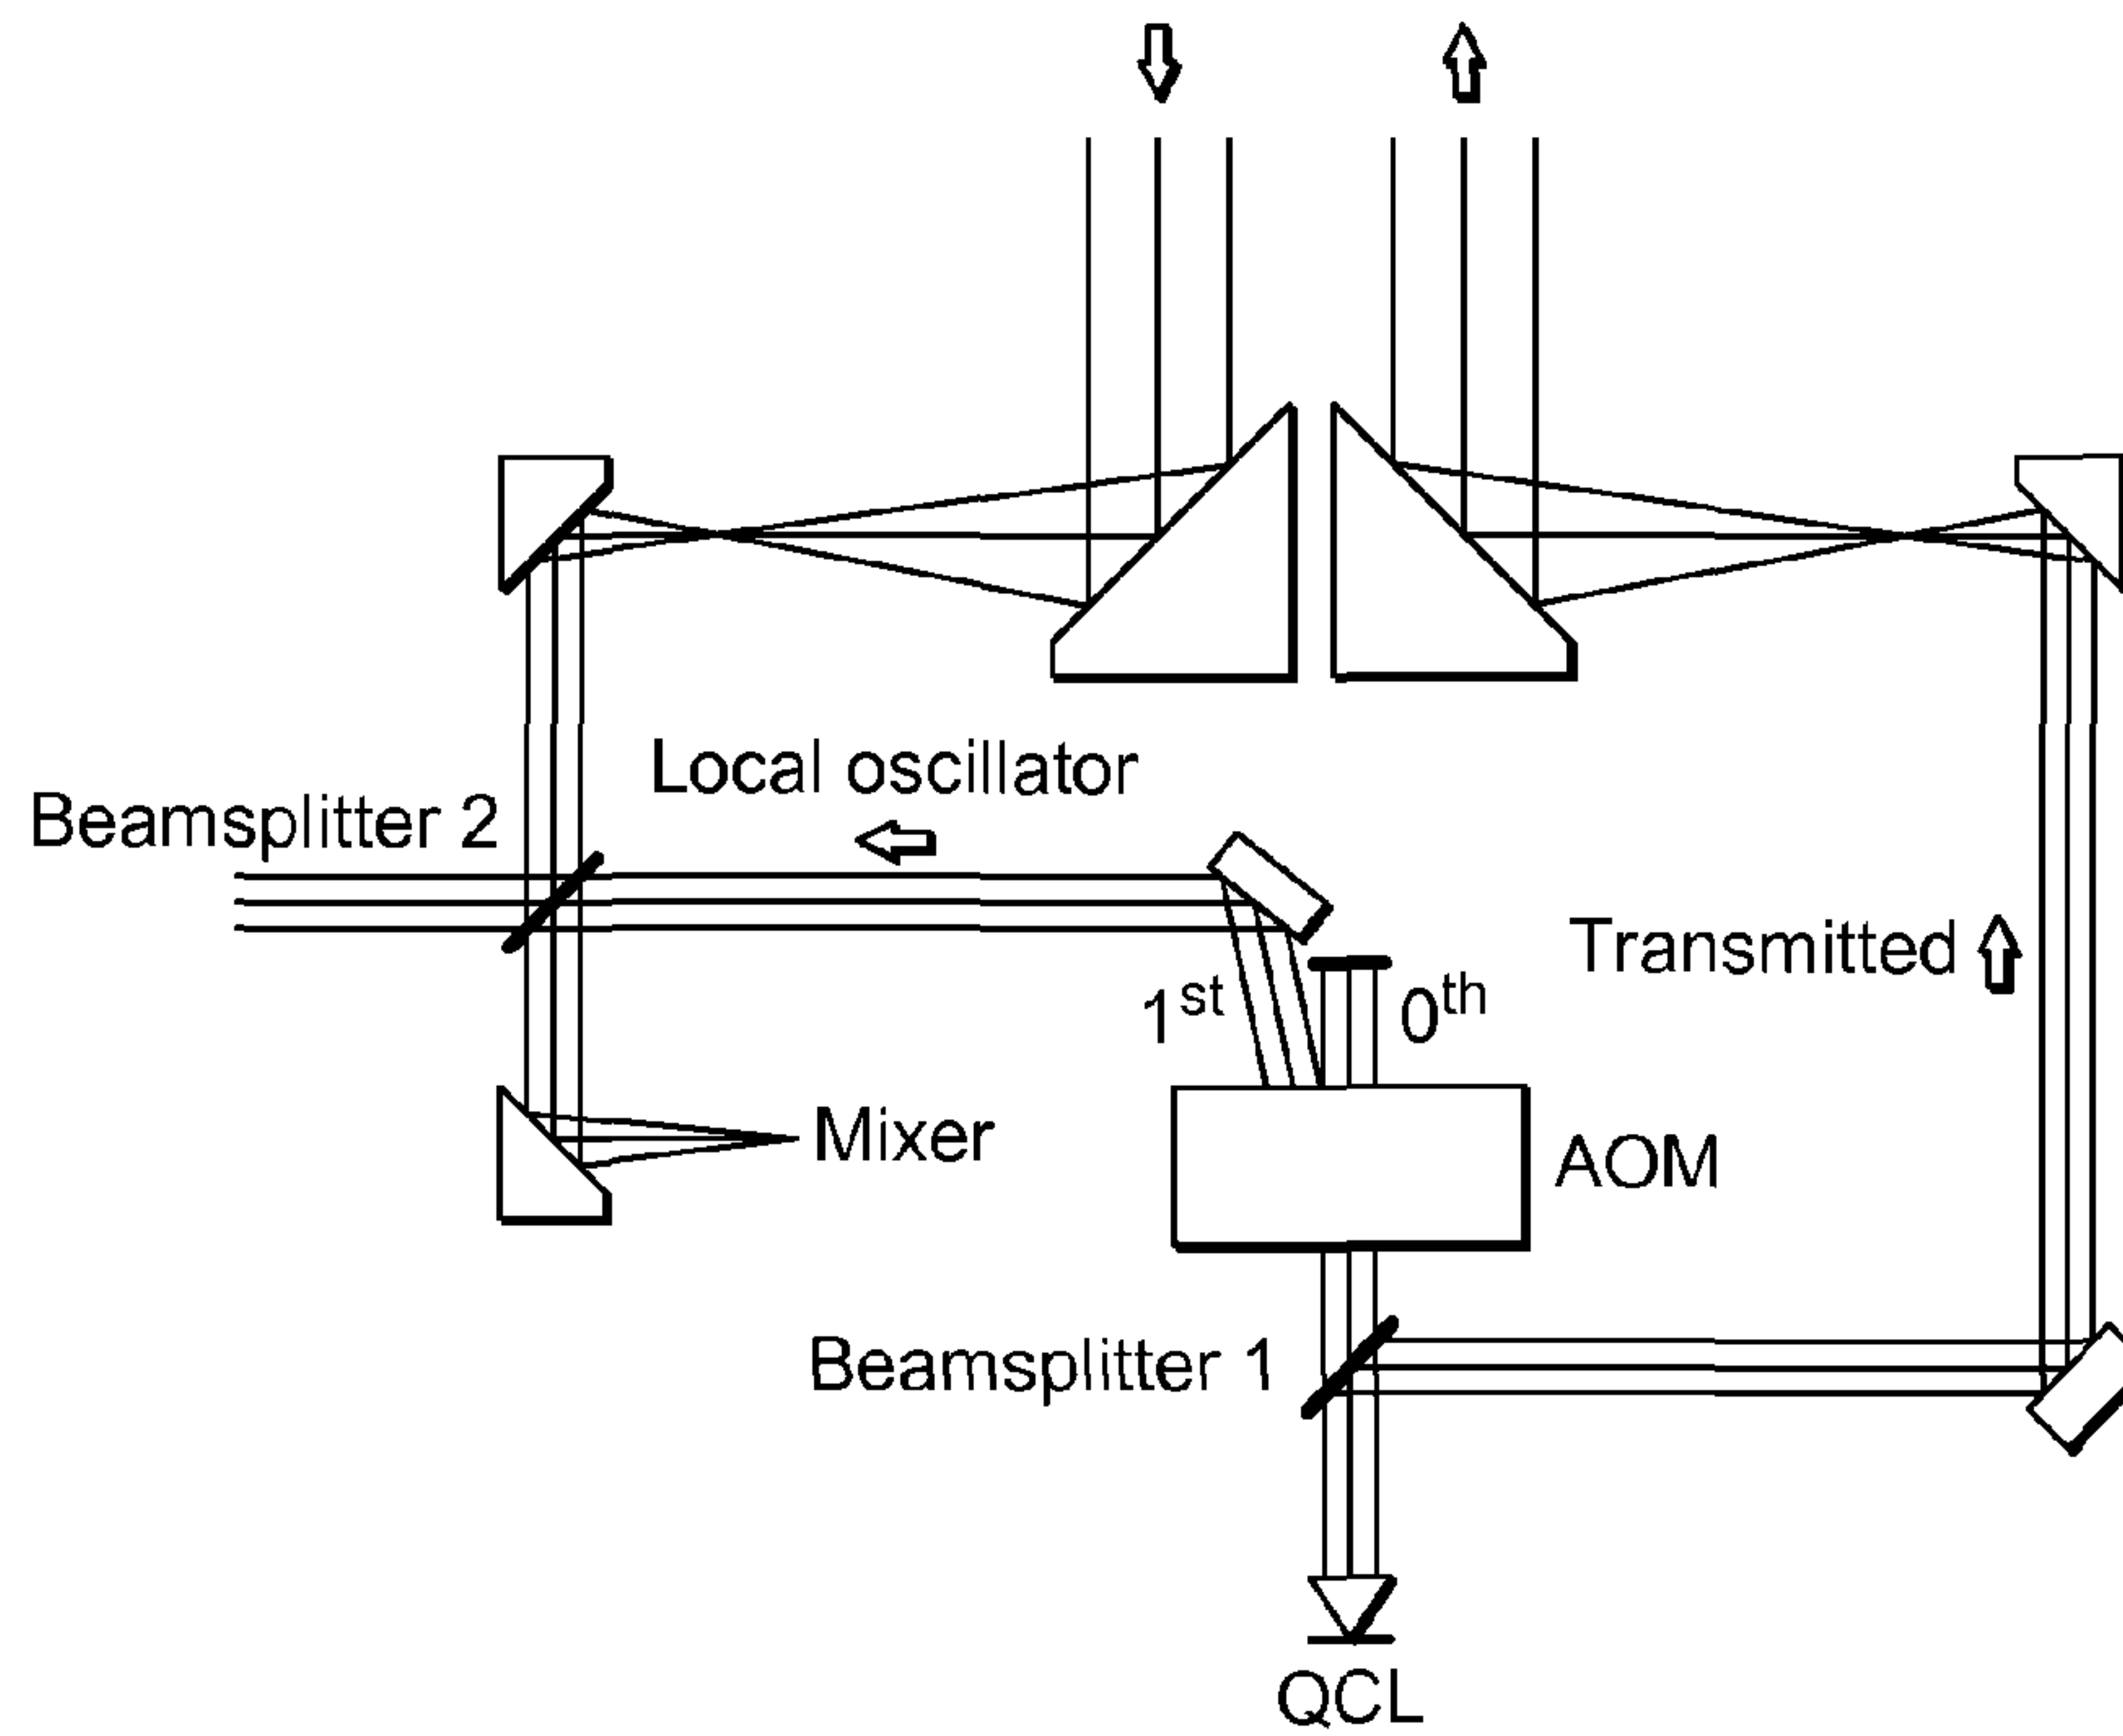 Local oscillator
Beamsplitter 2
Transmitted
1st
0th
Mixer
AOM
Beamsplitter 1
QCL